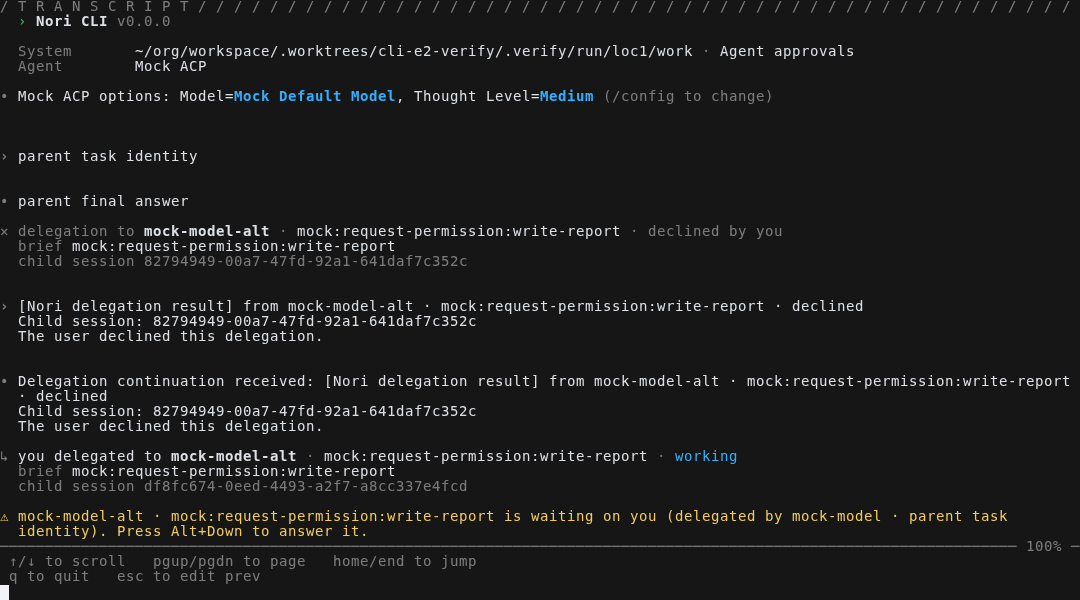 / T R A N S C R I P T / / / / / / / / / / / / / / / / / / / / / / / / / / / / / / / / / / / / / / / / / / / / / / / / /
› Nori CLI v0.0.0
System ~/org/workspace/.worktrees/cli-e2-verify/.verify/run/loc1/work · Agent approvals
Agent Mock ACP
• Mock ACP options: Model=Mock Default Model, Thought Level=Medium (/config to change)
› parent task identity
• parent final answer
✕ delegation to mock-model-alt · mock:request-permission:write-report · declined by you
brief mock:request-permission:write-report
child session 82794949-00a7-47fd-92a1-641daf7c352c
› [Nori delegation result] from mock-model-alt · mock:request-permission:write-report · declined
Child session: 82794949-00a7-47fd-92a1-641daf7c352c
The user declined this delegation.
• Delegation continuation received: [Nori delegation result] from mock-model-alt · mock:request-permission:write-report
· declined
Child session: 82794949-00a7-47fd-92a1-641daf7c352c
The user declined this delegation.
↳ you delegated to mock-model-alt · mock:request-permission:write-report · working
brief mock:request-permission:write-report
child session df8fc674-0eed-4493-a2f7-a8cc337e4fcd
⚠ mock-model-alt · mock:request-permission:write-report is waiting on you (delegated by mock-model · parent task
identity). Press Alt+Down to answer it.
100%
↑/↓ to scroll pgup/pgdn to page home/end to jump
q to quit esc to edit prev